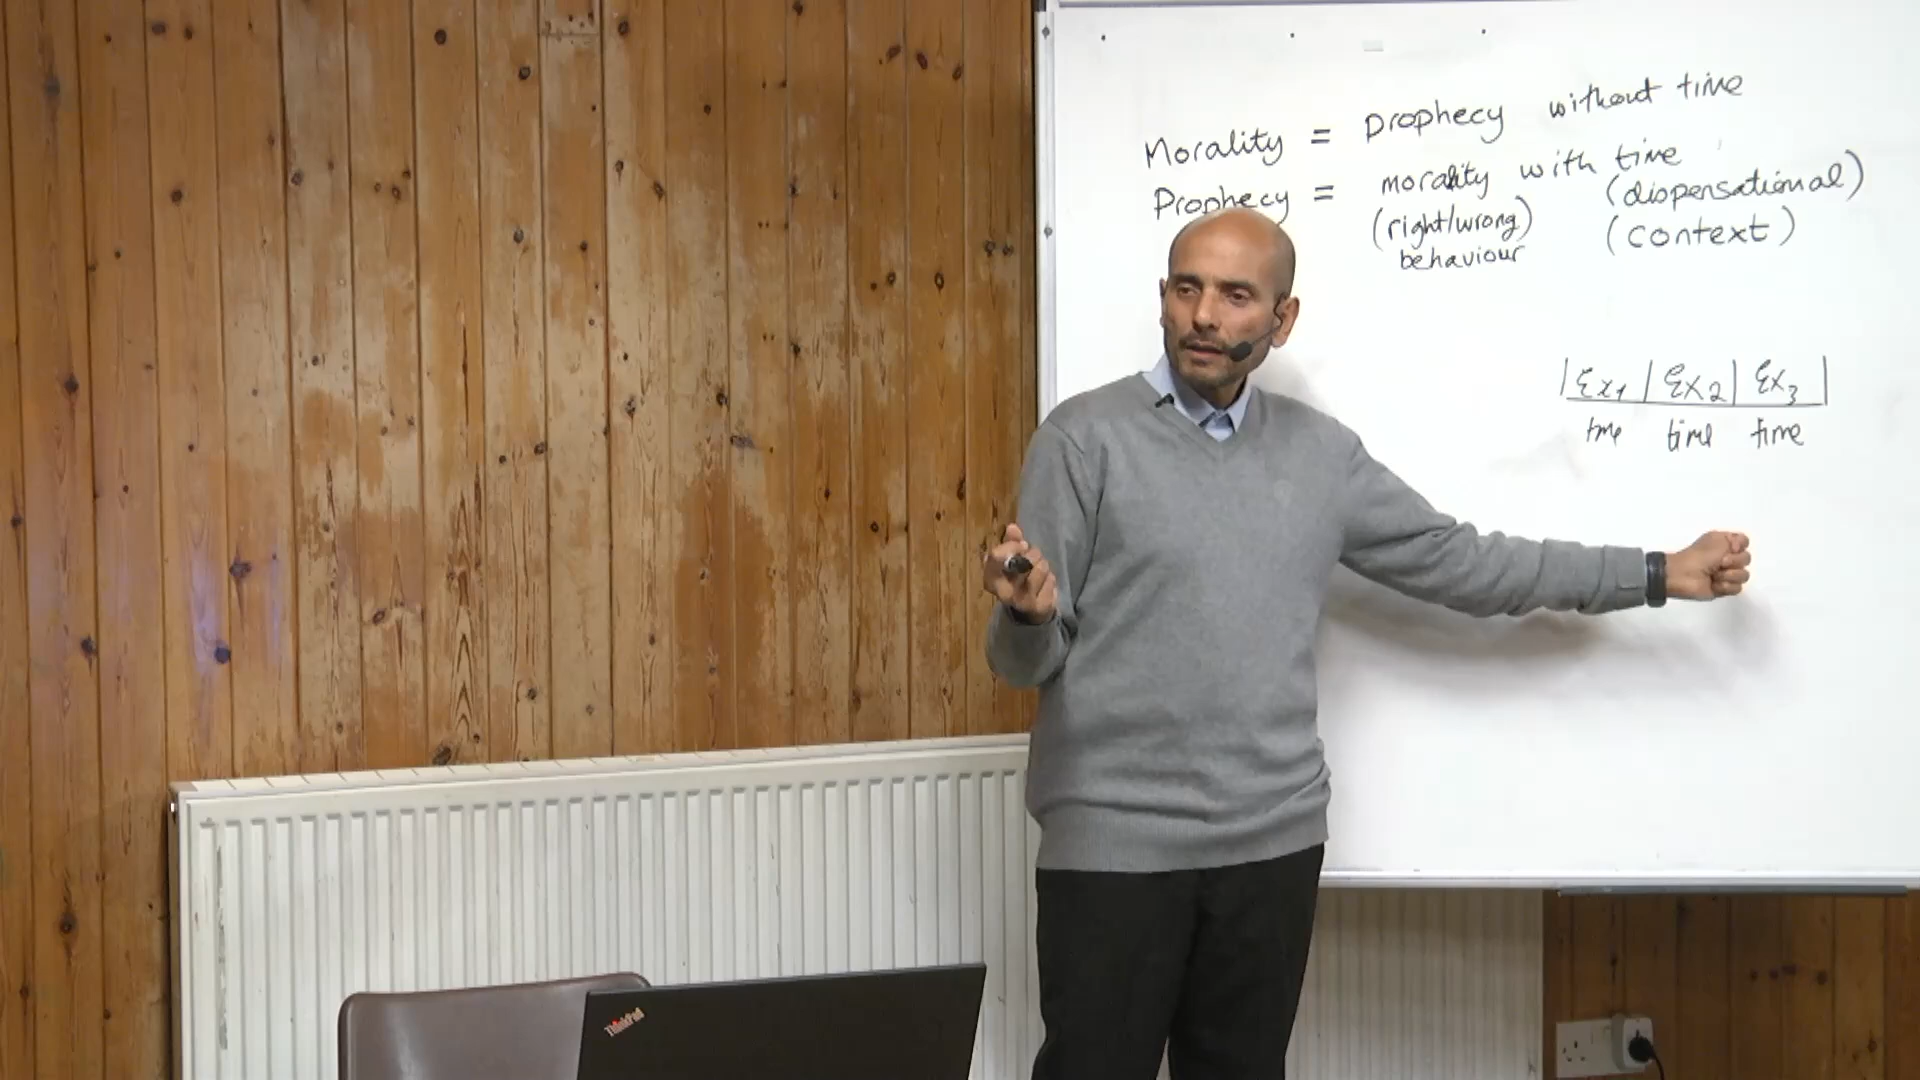 Morality = prophecy without time
Prophecy = morality with time
(right/wrong) (dispensational)
behaviour (context)
|Ex1|Ex2|Ex3|
time time time
ThinkPad